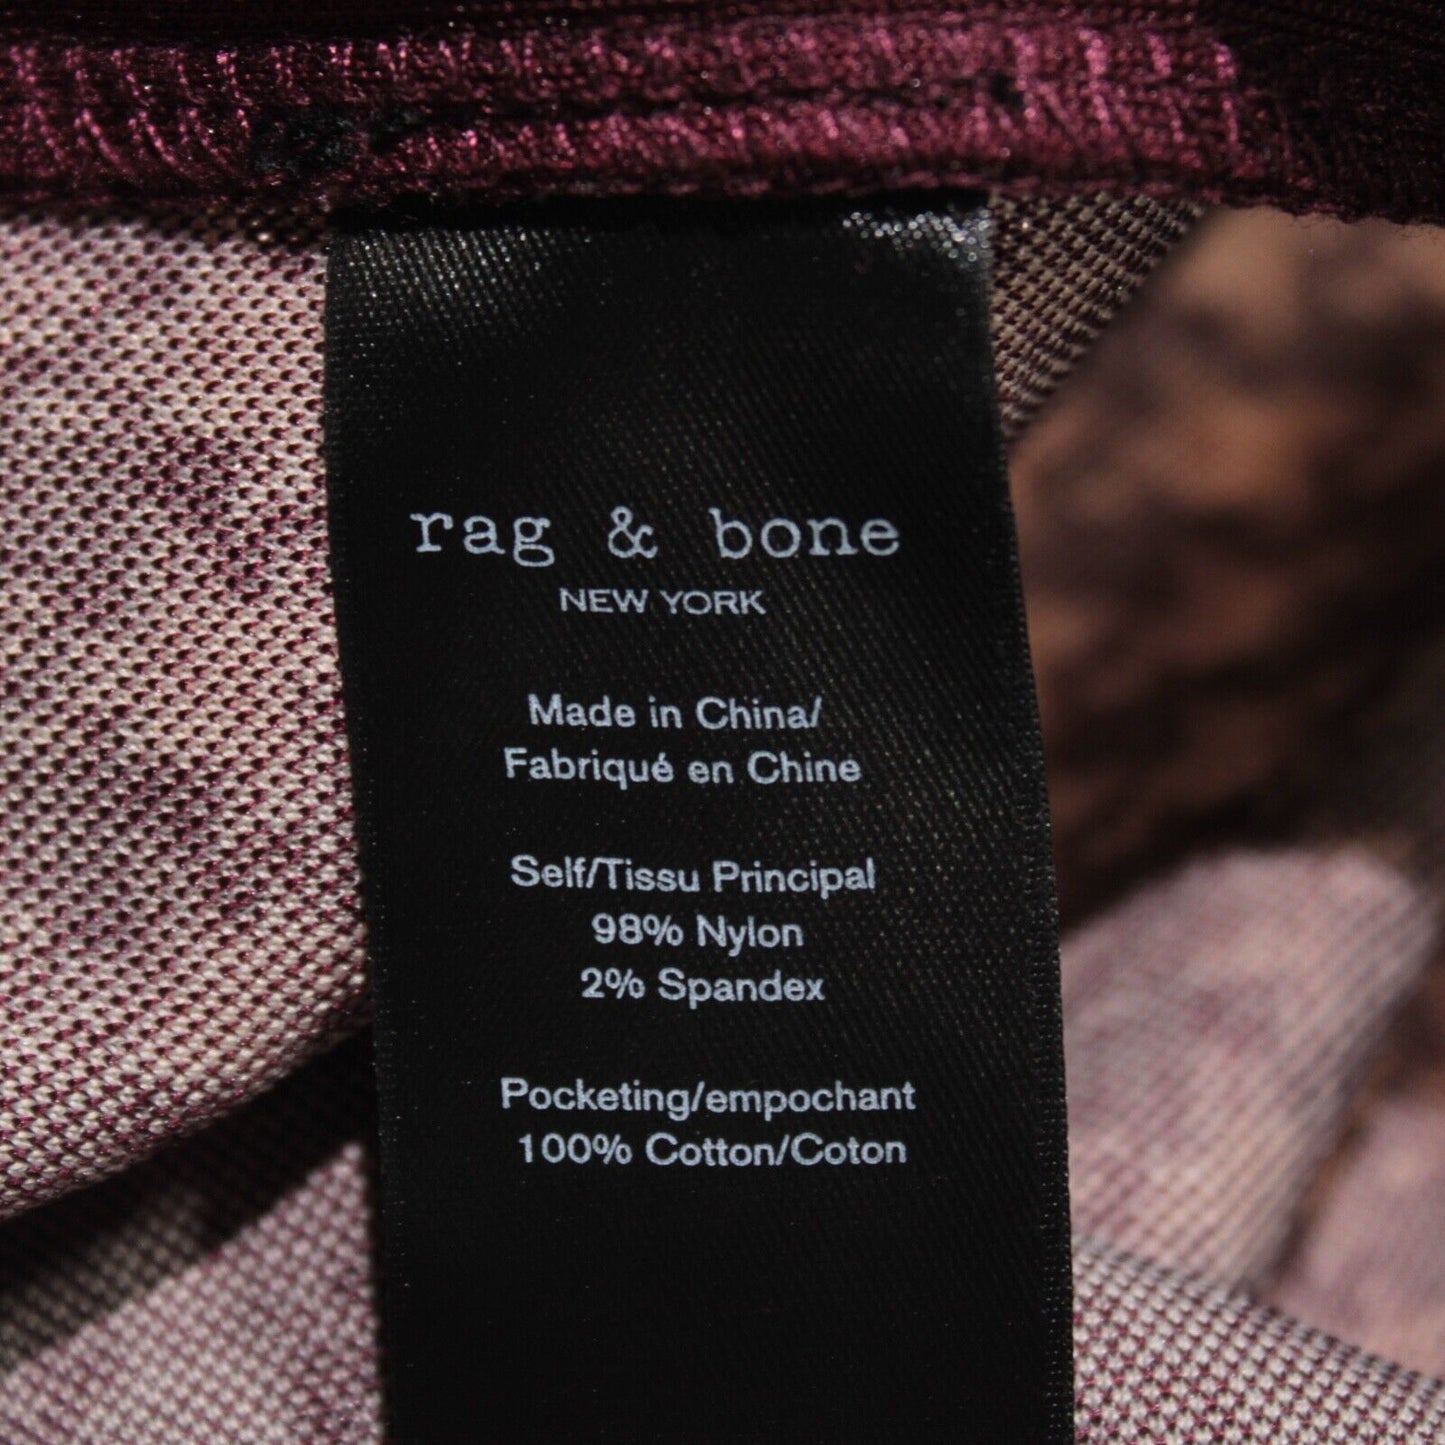 rag & bone
NEW YORK
Made in China/
Fabriqué en Chine
Self/Tissu Principal
98% Nylon
2% Spandex
Pocketing/empochant
100% Cotton/Coton